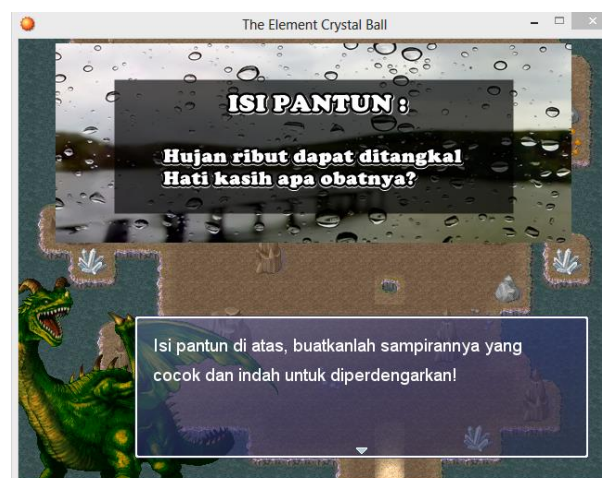 The Element Crystal Ball
ISI PANTUN :
Hujan ribut dapat ditangkal
Hati kasih apa obatnya?
Isi pantun di atas, buatkanlah sampirannya yang
cocok dan indah untuk diperdengarkan!